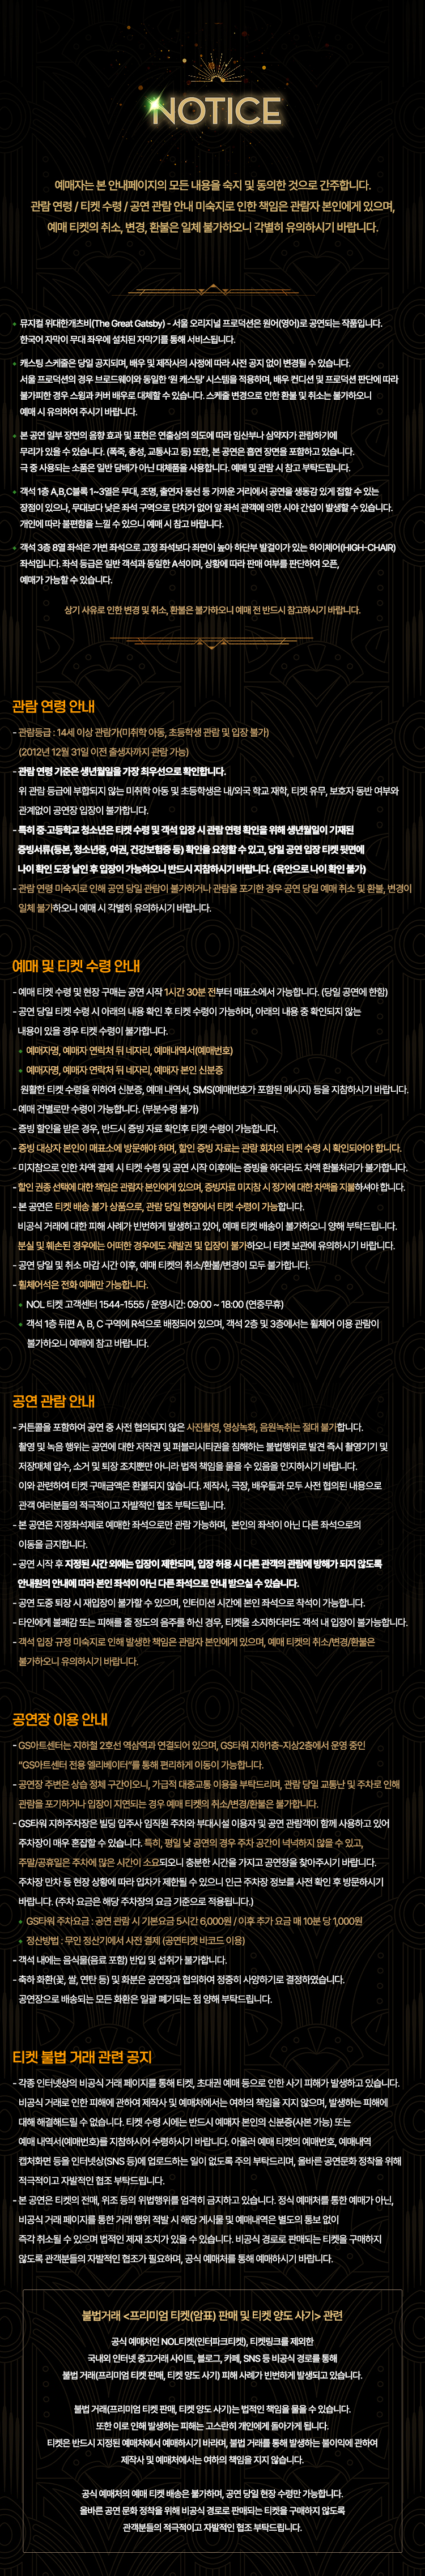 NOTICE
예매자는 본 안내페이지의 모든 내용을 숙지 및 동의한 것으로 간주합니다.
관람 연령 / 티켓 수령 / 공연 관람 안내 미숙지로 인한 책임은 관람자 본인에게 있으며,
예매 티켓의 취소, 변경, 환불은 일체 불가하오니 각별히 유의하시기 바랍니다.
뮤지컬 위대한개츠비(The Great Gatsby) - 서울 오리지널 프로덕션은 원어(영어)로 공연되는 작품입니다.
한국어 자막이 무대 좌우에 설치된 자막기를 통해 서비스됩니다.
캐스팅 스케줄은 당일 공지되며, 배우 및 제작사의 사정에 따라 사전 공지 없이 변경될 수 있습니다.
서울 프로덕션의 경우 브로드웨이와 동일한 '원 캐스팅' 시스템을 적용하며, 배우 컨디션 및 프로덕션 판단에 따라
불가피한 경우 스윙과 커버 배우로 대체할 수 있습니다. 스케줄 변경으로 인한 환불 및 취소는 불가하오니
예매 시 유의하여 주시기 바랍니다.
본 공연 일부 장면의 음향 효과 및 표현은 연출상의 의도에 따라 임산부나 심약자가 관람하기에
무리가 있을 수 있습니다. (폭죽, 총성, 교통사고 등) 또한, 본 공연은 흡연 장면을 포함하고 있습니다.
극 중 사용되는 소품은 일반 담배가 아닌 대체품을 사용합니다. 예매 및 관람 시 참고 부탁드립니다.
객석 1층 A,B,C블록 1~3열은 무대, 조명, 출연자 동선 등 가까운 거리에서 공연을 생동감 있게 접할 수 있는
장점이 있으나, 무대보다 낮은 좌석 구역으로 단차가 없어 앞 좌석 관객에 의한 시야 간섭이 발생할 수 있습니다.
개인에 따라 불편함을 느낄 수 있으니 예매 시 참고 바랍니다.
객석 3층 8열 좌석은 가변 좌석으로 고정 좌석보다 좌면이 높아 하단부 발걸이가 있는 하이체어(HIGH-CHAIR)
좌석입니다. 좌석 등급은 일반 객석과 동일한 A석이며, 상황에 따라 판매 여부를 판단하여 오픈,
예매가 가능할 수 있습니다.
상기 사유로 인한 변경 및 취소, 환불은 불가하오니 예매 전 반드시 참고하시기 바랍니다.
관람 연령 안내
- 관람등급 : 14세 이상 관람가(미취학 아동, 초등학생 관람 및 입장 불가)
(2012년 12월 31일 이전 출생자까지 관람 가능)
- 관람 연령 기준은 생년월일을 가장 최우선으로 확인합니다.
위 관람 등급에 부합되지 않는 미취학 아동 및 초등학생은 내/외국 학교 재학, 티켓 유무, 보호자 동반 여부와
관계없이 공연장 입장이 불가합니다.
- 특히 중·고등학교 청소년은 티켓 수령 및 객석 입장 시 관람 연령 확인을 위해 생년월일이 기재된
증빙서류(등본, 청소년증, 여권, 건강보험증 등) 확인을 요청할 수 있고, 당일 공연 입장 티켓 뒷면에
나이 확인 도장 날인 후 입장이 가능하오니 반드시 지참하시기 바랍니다. (육안으로 나이 확인 불가)
- 관람 연령 미숙지로 인해 공연 당일 관람이 불가하거나 관람을 포기한 경우 공연 당일 예매 취소 및 환불, 변경이
일체 불가하오니 예매 시 각별히 유의하시기 바랍니다.
예매 및 티켓 수령 안내
- 예매 티켓 수령 및 현장 구매는 공연 시작 1시간 30분 전부터 매표소에서 가능합니다. (당일 공연에 한함)
- 공연 당일 티켓 수령 시 아래의 내용 확인 후 티켓 수령이 가능하며, 아래의 내용 중 확인되지 않는
내용이 있을 경우 티켓 수령이 불가합니다.
예매자명, 예매자 연락처 뒤 네자리, 예매내역서(예매번호)
예매자명, 예매자 연락처 뒤 네자리, 예매자 본인 신분증
원활한 티켓 수령을 위하여 신분증, 예매 내역서, SMS(예매번호가 포함된 메시지) 등을 지참하시기 바랍니다.
- 예매 건별로만 수령이 가능합니다. (부분수령 불가)
- 증빙 할인을 받은 경우, 반드시 증빙 자료 확인후 티켓 수령이 가능합니다.
- 증빙 대상자 본인이 매표소에 방문해야 하며, 할인 증빙 자료는 관람 회차의 티켓 수령 시 확인되어야 합니다.
- 미지참으로 인한 차액 결제 시 티켓 수령 및 공연 시작 이후에는 증빙을 하더라도 차액 환불처리가 불가합니다.
- 할인 권종 선택에 대한 책임은 관람자 본인에게 있으며, 증빙자료 미지참 시 정가에 대한 차액을 지불하셔야 합니다.
- 본 공연은 티켓 배송 불가 상품으로, 관람 당일 현장에서 티켓 수령이 가능합니다.
비공식 거래에 대한 피해 사례가 빈번하게 발생하고 있어, 예매 티켓 배송이 불가하오니 양해 부탁드립니다.
분실 및 훼손된 경우에는 어떠한 경우에도 재발권 및 입장이 불가하오니 티켓 보관에 유의하시기 바랍니다.
- 공연 당일 및 취소 마감 시간 이후, 예매 티켓의 취소/환불/변경이 모두 불가합니다.
- 휠체어석은 전화 예매만 가능합니다.
NOL 티켓 고객센터 1544-1555 / 운영시간: 09:00 ~ 18:00 (연중무휴)
객석 1층 뒤편 A, B, C 구역에 R석으로 배정되어 있으며, 객석 2층 및 3층에서는 휠체어 이용 관람이
불가하오니 예매에 참고 바랍니다.
공연 관람 안내
- 커튼콜을 포함하여 공연 중 사전 협의되지 않은 사진촬영, 영상녹화, 음원녹취는 절대 불가합니다.
촬영 및 녹음 행위는 공연에 대한 저작권 및 퍼블리시티권을 침해하는 불법행위로 발견 즉시 촬영기기 및
저장매체 압수, 소거 및 퇴장 조치뿐만 아니라 법적 책임을 물을 수 있음을 인지하시기 바랍니다.
이와 관련하여 티켓 구매금액은 환불되지 않습니다. 제작사, 극장, 배우들과 모두 사전 협의된 내용으로
관객 여러분들의 적극적이고 자발적인 협조 부탁드립니다.
- 본 공연은 지정좌석제로 예매한 좌석으로만 관람 가능하며, 본인의 좌석이 아닌 다른 좌석으로의
이동을 금지합니다.
- 공연 시작 후 지정된 시간 외에는 입장이 제한되며, 입장 허용 시 다른 관객의 관람에 방해가 되지 않도록
안내원의 안내에 따라 본인 좌석이 아닌 다른 좌석으로 안내 받으실 수 있습니다.
- 공연 도중 퇴장 시 재입장이 불가할 수 있으며, 인터미션 시간에 본인 좌석으로 착석이 가능합니다.
- 타인에게 불쾌감 또는 피해를 줄 정도의 음주를 하신 경우, 티켓을 소지하더라도 객석 내 입장이 불가능합니다.
- 객석 입장 규정 미숙지로 인해 발생한 책임은 관람자 본인에게 있으며, 예매 티켓의 취소/변경/환불은
불가하오니 유의하시기 바랍니다.
공연장 이용 안내
- GS아트센터는 지하철 2호선 역삼역과 연결되어 있으며, GS타워 지하1층-지상2층에서 운영 중인
"GS아트센터 전용 엘리베이터"를 통해 편리하게 이동이 가능합니다.
- 공연장 주변은 상습 정체 구간이오니, 가급적 대중교통 이용을 부탁드리며, 관람 당일 교통난 및 주차로 인해
관람을 포기하거나 입장이 지연되는 경우 예매 티켓의 취소/변경/환불은 불가합니다.
- GS타워 지하주차장은 빌딩 입주사 임직원 주차와 부대시설 이용자 및 공연 관람객이 함께 사용하고 있어
주차장이 매우 혼잡할 수 있습니다. 특히, 평일 낮 공연의 경우 주차 공간이 넉넉하지 않을 수 있고,
주말/공휴일은 주차에 많은 시간이 소요되오니 충분한 시간을 가지고 공연장을 찾아주시기 바랍니다.
주차장 만차 등 현장 상황에 따라 입차가 제한될 수 있으니 인근 주차장 정보를 사전 확인 후 방문하시기
바랍니다. (주차 요금은 해당 주차장의 요금 기준으로 적용됩니다.)
GS타워 주차요금 : 공연 관람 시 기본요금 5시간 6,000원 / 이후 추가 요금 매 10분 당 1,000원
정산방법 : 무인 정산기에서 사전 결제 (공연티켓 바코드 이용)
- 객석 내에는 음식물(음료 포함) 반입 및 섭취가 불가합니다.
- 축하 화환(꽃, 쌀, 연탄 등) 및 화분은 공연장과 협의하여 정중히 사양하기로 결정하였습니다.
공연장으로 배송되는 모든 화환은 일괄 폐기되는 점 양해 부탁드립니다.
티켓 불법 거래 관련 공지
- 각종 인터넷상의 비공식 거래 페이지를 통해 티켓, 초대권 예매 등으로 인한 사기 피해가 발생하고 있습니다.
비공식 거래로 인한 피해에 관하여 제작사 및 예매처에서는 여하의 책임을 지지 않으며, 발생하는 피해에
대해 해결해드릴 수 없습니다. 티켓 수령 시에는 반드시 예매자 본인의 신분증(사본 가능) 또는
예매 내역서(예매번호)를 지참하시어 수령하시기 바랍니다. 아울러 예매 티켓의 예매번호, 예매내역
캡처화면 등을 인터넷상(SNS 등)에 업로드하는 일이 없도록 주의 부탁드리며, 올바른 공연문화 정착을 위해
적극적이고 자발적인 협조 부탁드립니다.
- 본 공연은 티켓의 전매, 위조 등의 위법행위를 엄격히 금지하고 있습니다. 정식 예매처를 통한 예매가 아닌,
비공식 거래 페이지를 통한 거래 행위 적발 시 해당 게시물 및 예매내역은 별도의 통보 없이
즉각 취소될 수 있으며 법적인 제재 조치가 있을 수 있습니다. 비공식 경로로 판매되는 티켓을 구매하지
않도록 관객분들의 자발적인 협조가 필요하며, 공식 예매처를 통해 예매하시기 바랍니다.
불법거래 <프리미엄 티켓(암표) 판매 및 티켓 양도 사기> 관련
공식 예매처인 NOL티켓(인터파크티켓), 티켓링크를 제외한
국내외 인터넷 중고거래 사이트, 블로그, 카페, SNS 등 비공식 경로를 통해
불법 거래(프리미엄 티켓 판매, 티켓 양도 사기) 피해 사례가 빈번하게 발생되고 있습니다.
불법 거래(프리미엄 티켓 판매, 티켓 양도 사기)는 법적인 책임을 물을 수 있습니다.
또한 이로 인해 발생하는 피해는 고스란히 개인에게 돌아가게 됩니다.
티켓은 반드시 지정된 예매처에서 예매하시기 바라며, 불법 거래를 통해 발생하는 불이익에 관하여
제작사 및 예매처에서는 여하의 책임을 지지 않습니다.
공식 예매처의 예매 티켓 배송은 불가하며, 공연 당일 현장 수령만 가능합니다.
올바른 공연 문화 정착을 위해 비공식 경로로 판매되는 티켓을 구매하지 않도록
관객분들의 적극적이고 자발적인 협조 부탁드립니다.